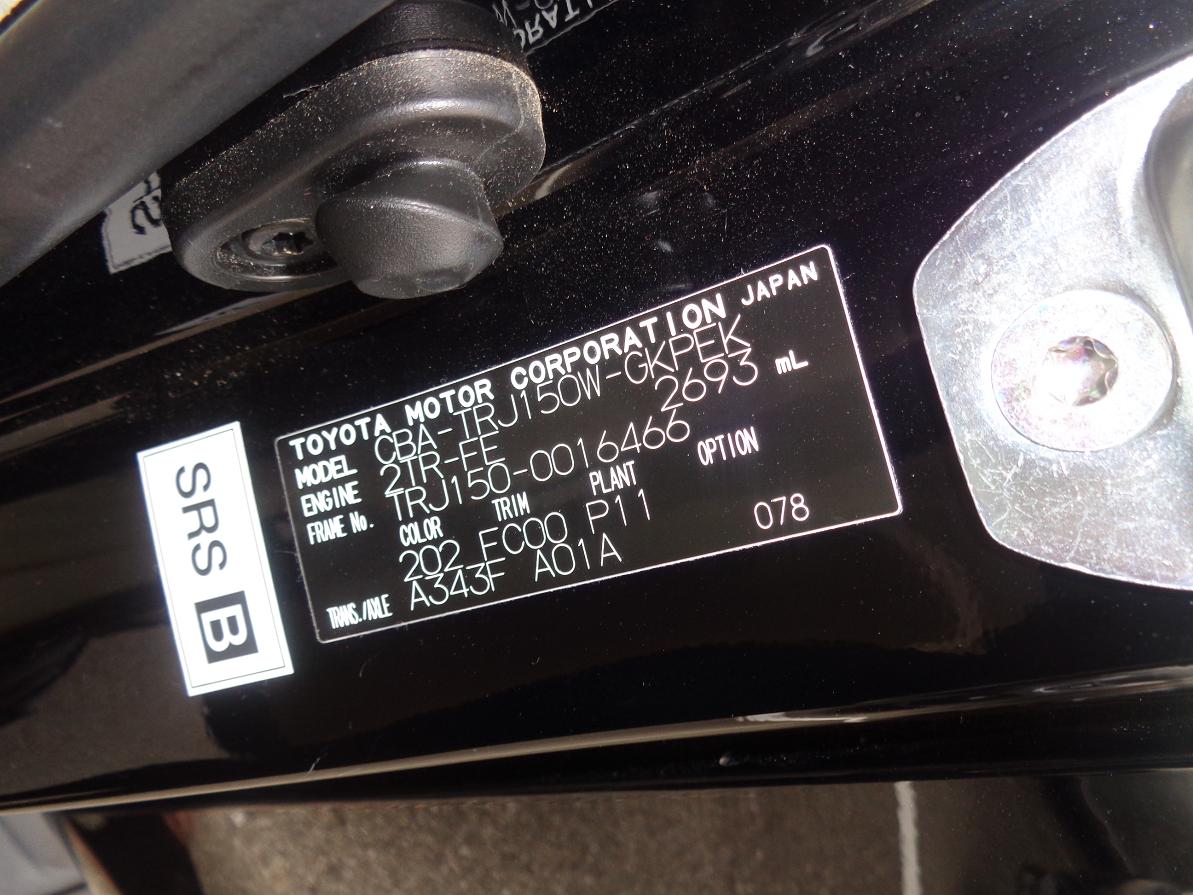 TOYOTA MOTOR CORPORATION JAPAN
MODEL CBA-TRJ150W-GKPEK
ENGINE 2TR-FE 2693 mL
FRAME No. TRJ150-0016466
COLOR TRIM PLANT OPTION
202 FC00 P11
TRANS./AXLE A343F A01A 078
SRS B